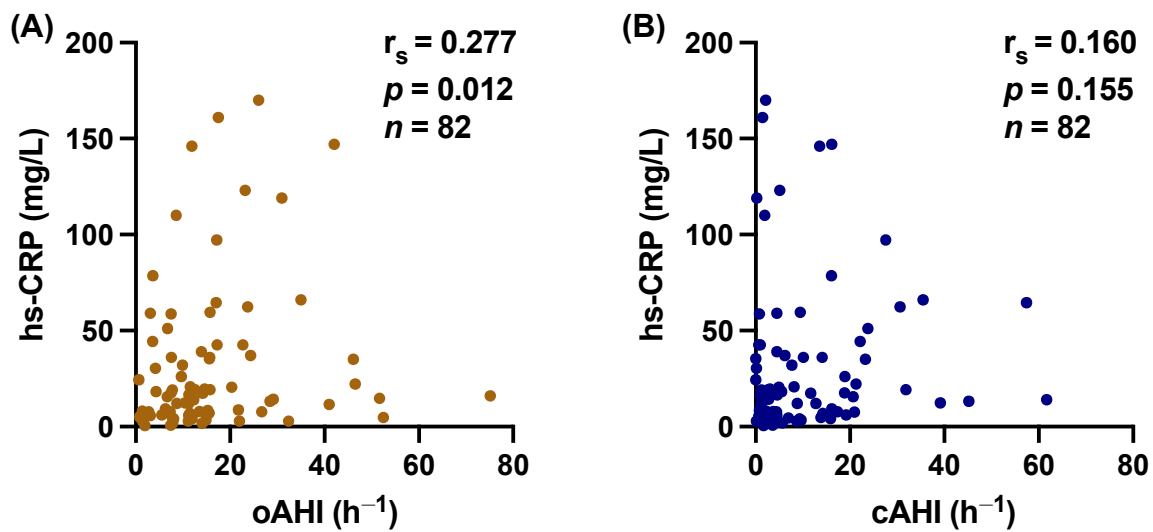 (A)
r_s = 0.277
p = 0.012
n = 82
200
150
100
50
0
hs-CRP (mg/L)
0 20 40 60 80
oAHI (h⁻¹)
(B)
r_s = 0.160
p = 0.155
n = 82
200
150
100
50
0
hs-CRP (mg/L)
0 20 40 60 80
cAHI (h⁻¹)